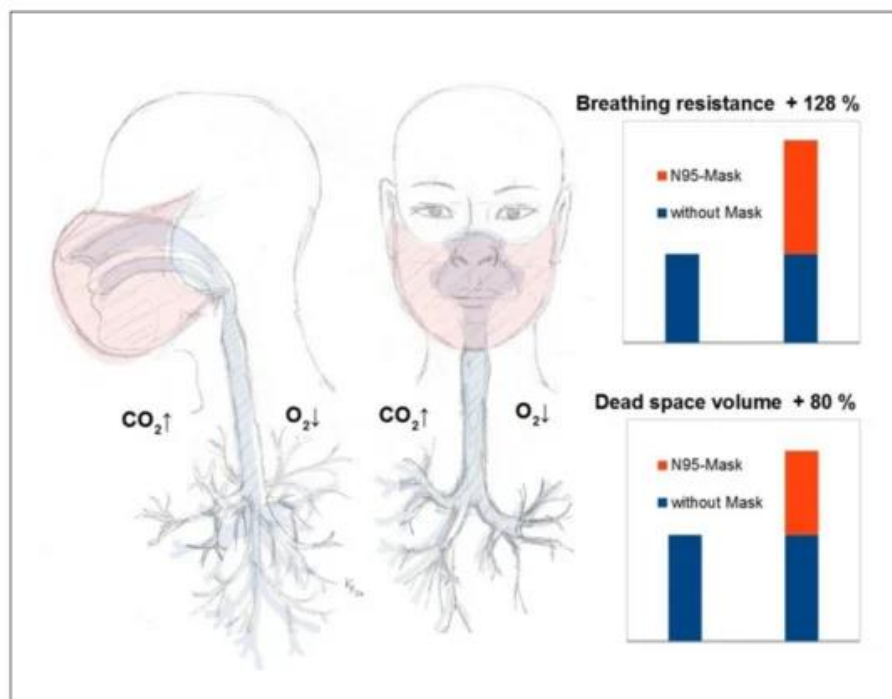 Breathing resistance + 128 %
N95-Mask
without Mask
CO₂↑
O₂↓
CO₂↑
O₂↓
Dead space volume + 80 %
N95-Mask
without Mask